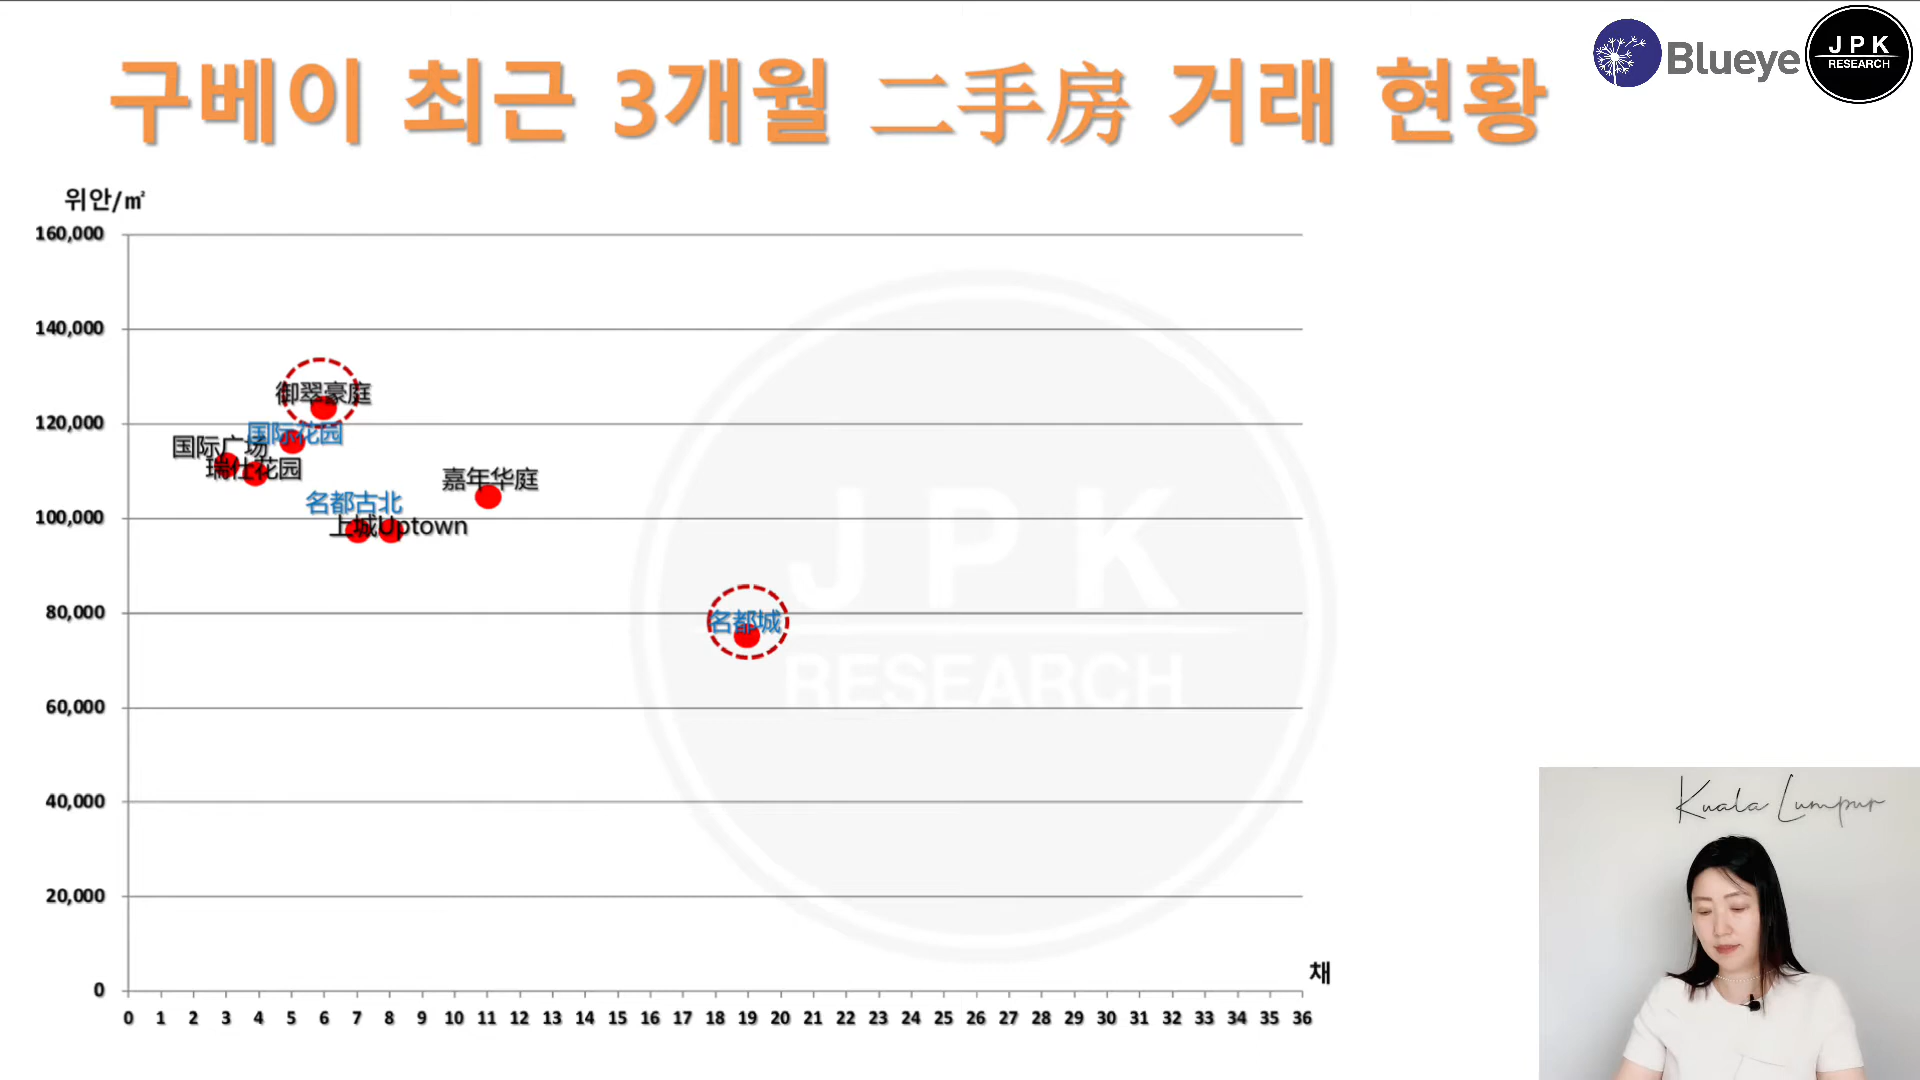 구베이 최근 3개월 二手房 거래 현황
Blueye
JPK
RESEARCH
위안/㎡
160,000
140,000
120,000
100,000
80,000
60,000
40,000
20,000
0
御翠豪庭
国际花园
国际广场
瑞仕花园
嘉年华庭
名都古北
上城Uptown
名都城
JPK
RESEARCH
채
0 1 2 3 4 5 6 7 8 9 10 11 12 13 14 15 16 17 18 19 20 21 22 23 24 25 26 28 29 30 31 32 33 34 35 36
Kuala Lumpur